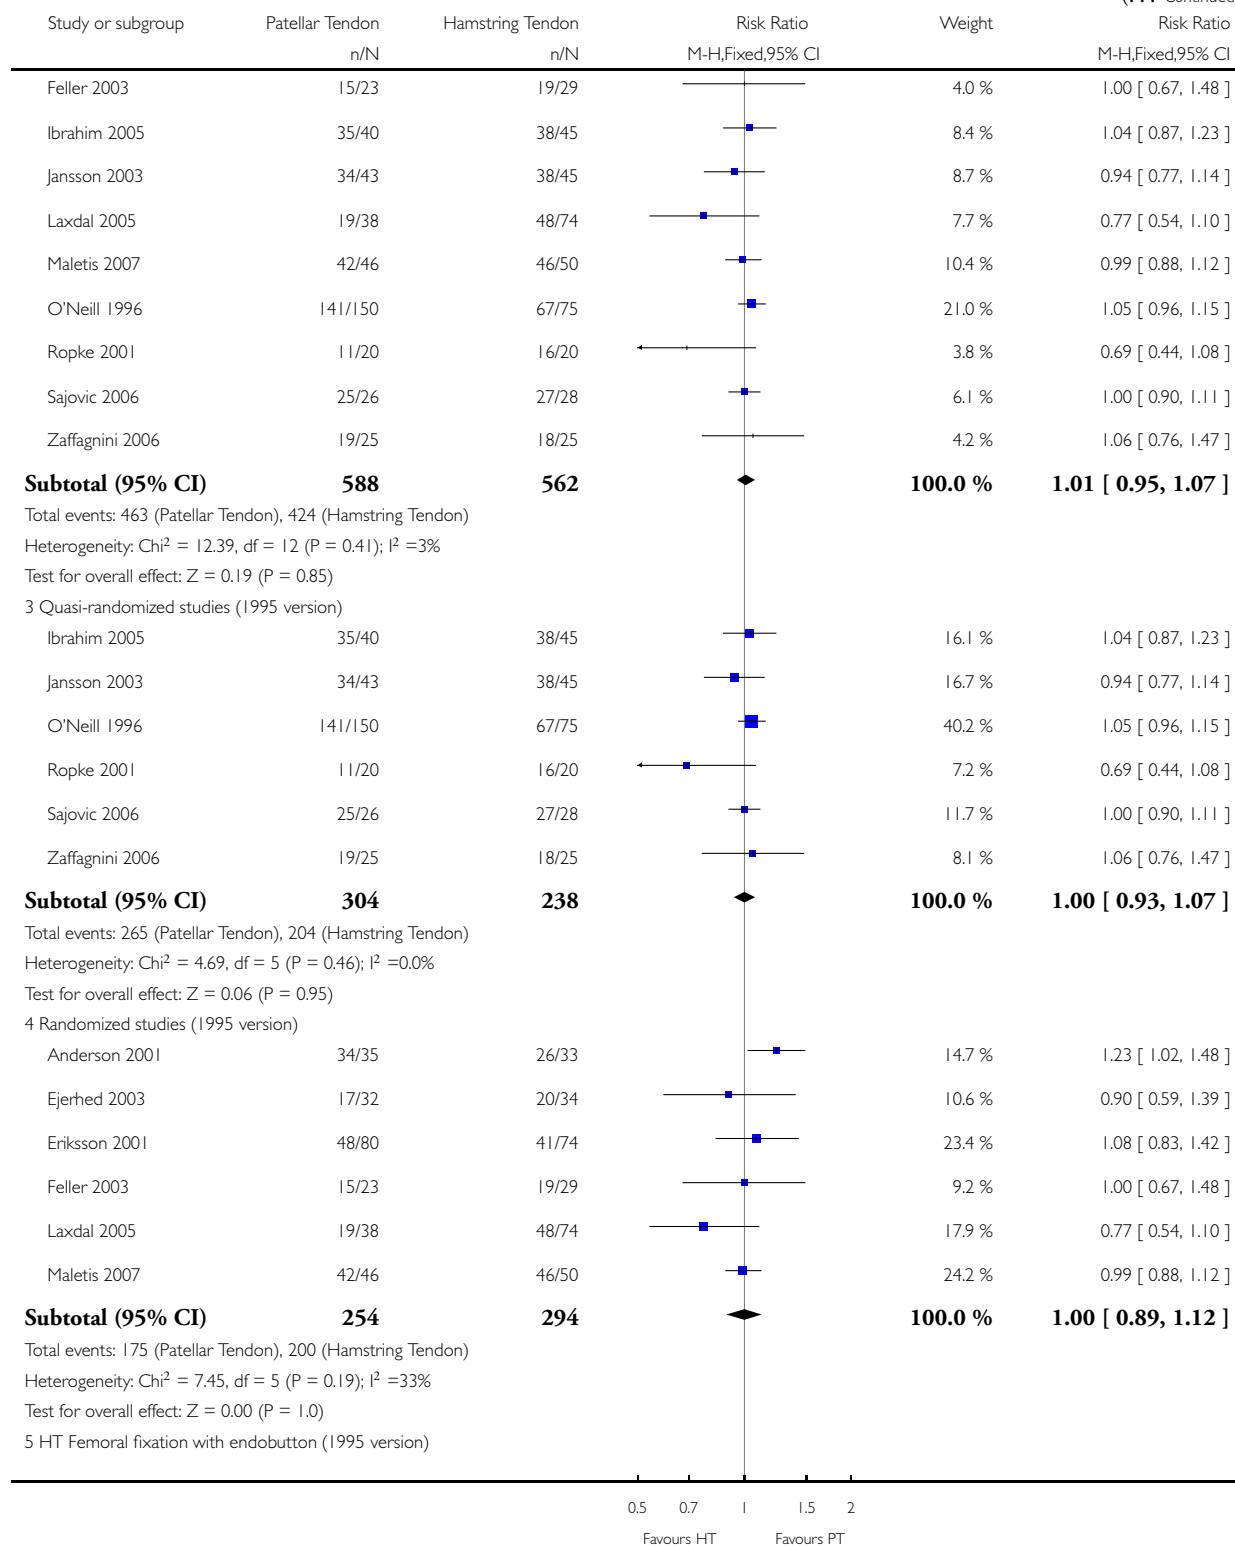 Continued
Study or subgroup Patellar Tendon Hamstring Tendon Risk Ratio Weight Risk Ratio
n/N n/N M-H,Fixed,95% CI M-H,Fixed,95% CI
Feller 2003 15/23 19/29 4.0 % 1.00 [ 0.67, 1.48 ]
Ibrahim 2005 35/40 38/45 8.4 % 1.04 [ 0.87, 1.23 ]
Jansson 2003 34/43 38/45 8.7 % 0.94 [ 0.77, 1.14 ]
Laxdal 2005 19/38 48/74 7.7 % 0.77 [ 0.54, 1.10 ]
Maletis 2007 42/46 46/50 10.4 % 0.99 [ 0.88, 1.12 ]
O'Neill 1996 141/150 67/75 21.0 % 1.05 [ 0.96, 1.15 ]
Ropke 2001 11/20 16/20 3.8 % 0.69 [ 0.44, 1.08 ]
Sajovic 2006 25/26 27/28 6.1 % 1.00 [ 0.90, 1.11 ]
Zaffagnini 2006 19/25 18/25 4.2 % 1.06 [ 0.76, 1.47 ]
Subtotal (95% CI) 588 562 100.0 % 1.01 [ 0.95, 1.07 ]
Total events: 463 (Patellar Tendon), 424 (Hamstring Tendon)
Heterogeneity: Chi² = 12.39, df = 12 (P = 0.41); I² =3%
Test for overall effect: Z = 0.19 (P = 0.85)
3 Quasi-randomized studies (1995 version)
Ibrahim 2005 35/40 38/45 16.1 % 1.04 [ 0.87, 1.23 ]
Jansson 2003 34/43 38/45 16.7 % 0.94 [ 0.77, 1.14 ]
O'Neill 1996 141/150 67/75 40.2 % 1.05 [ 0.96, 1.15 ]
Ropke 2001 11/20 16/20 7.2 % 0.69 [ 0.44, 1.08 ]
Sajovic 2006 25/26 27/28 11.7 % 1.00 [ 0.90, 1.11 ]
Zaffagnini 2006 19/25 18/25 8.1 % 1.06 [ 0.76, 1.47 ]
Subtotal (95% CI) 304 238 100.0 % 1.00 [ 0.93, 1.07 ]
Total events: 265 (Patellar Tendon), 204 (Hamstring Tendon)
Heterogeneity: Chi² = 4.69, df = 5 (P = 0.46); I² =0.0%
Test for overall effect: Z = 0.06 (P = 0.95)
4 Randomized studies (1995 version)
Anderson 2001 34/35 26/33 14.7 % 1.23 [ 1.02, 1.48 ]
Ejerhed 2003 17/32 20/34 10.6 % 0.90 [ 0.59, 1.39 ]
Eriksson 2001 48/80 41/74 23.4 % 1.08 [ 0.83, 1.42 ]
Feller 2003 15/23 19/29 9.2 % 1.00 [ 0.67, 1.48 ]
Laxdal 2005 19/38 48/74 17.9 % 0.77 [ 0.54, 1.10 ]
Maletis 2007 42/46 46/50 24.2 % 0.99 [ 0.88, 1.12 ]
Subtotal (95% CI) 254 294 100.0 % 1.00 [ 0.89, 1.12 ]
Total events: 175 (Patellar Tendon), 200 (Hamstring Tendon)
Heterogeneity: Chi² = 7.45, df = 5 (P = 0.19); I² =33%
Test for overall effect: Z = 0.00 (P = 1.0)
5 HT Femoral fixation with endobutton (1995 version)
0.5 0.7 1 1.5 2
Favours HT Favours PT